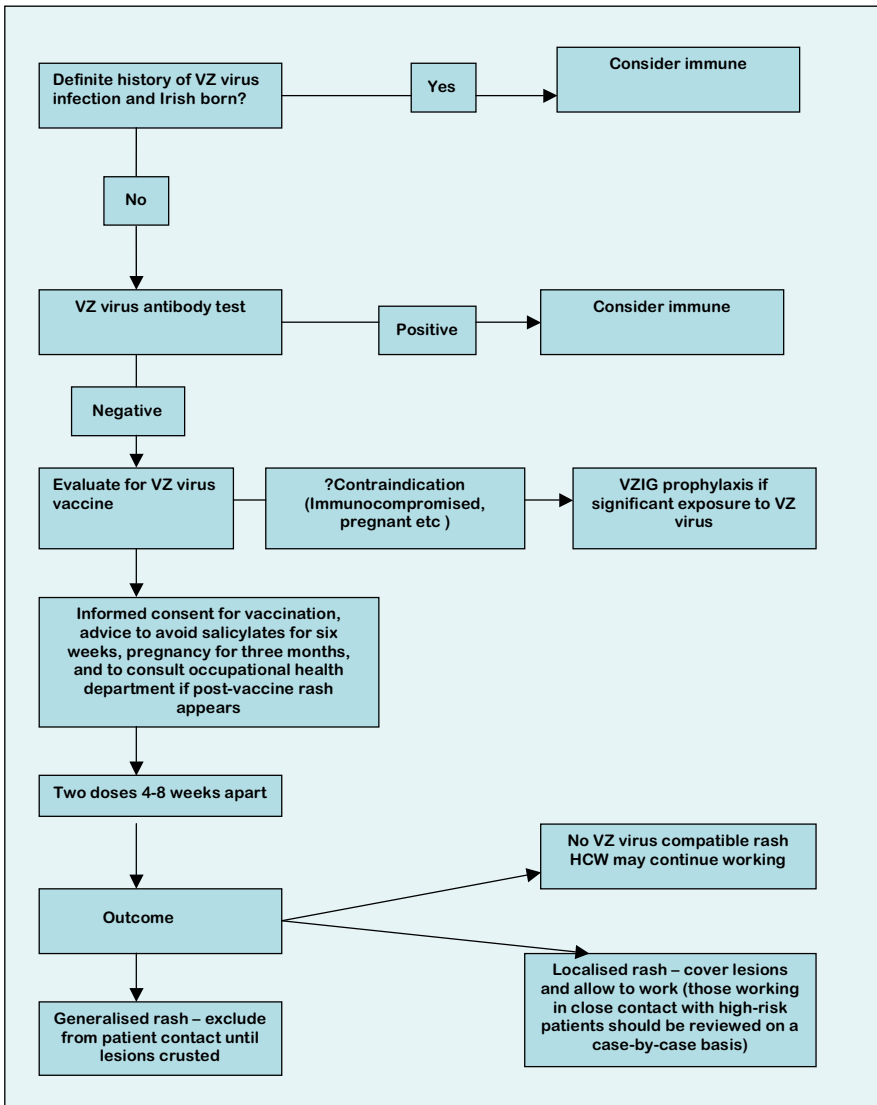 Definite history of VZ virus
infection and Irish born?
Yes
Consider immune
No
VZ virus antibody test
Positive
Consider immune
Negative
Evaluate for VZ virus
vaccine
?Contraindication
(Immunocompromised,
pregnant etc )
VZIG prophylaxis if
significant exposure to VZ
virus
Informed consent for vaccination,
advice to avoid salicylates for six
weeks, pregnancy for three months,
and to consult occupational health
department if post-vaccine rash
appears
Two doses 4-8 weeks apart
No VZ virus compatible rash
HCW may continue working
Outcome
Localised rash – cover lesions
and allow to work (those working
in close contact with high-risk
patients should be reviewed on a
case-by-case basis)
Generalised rash – exclude
from patient contact until
lesions crusted